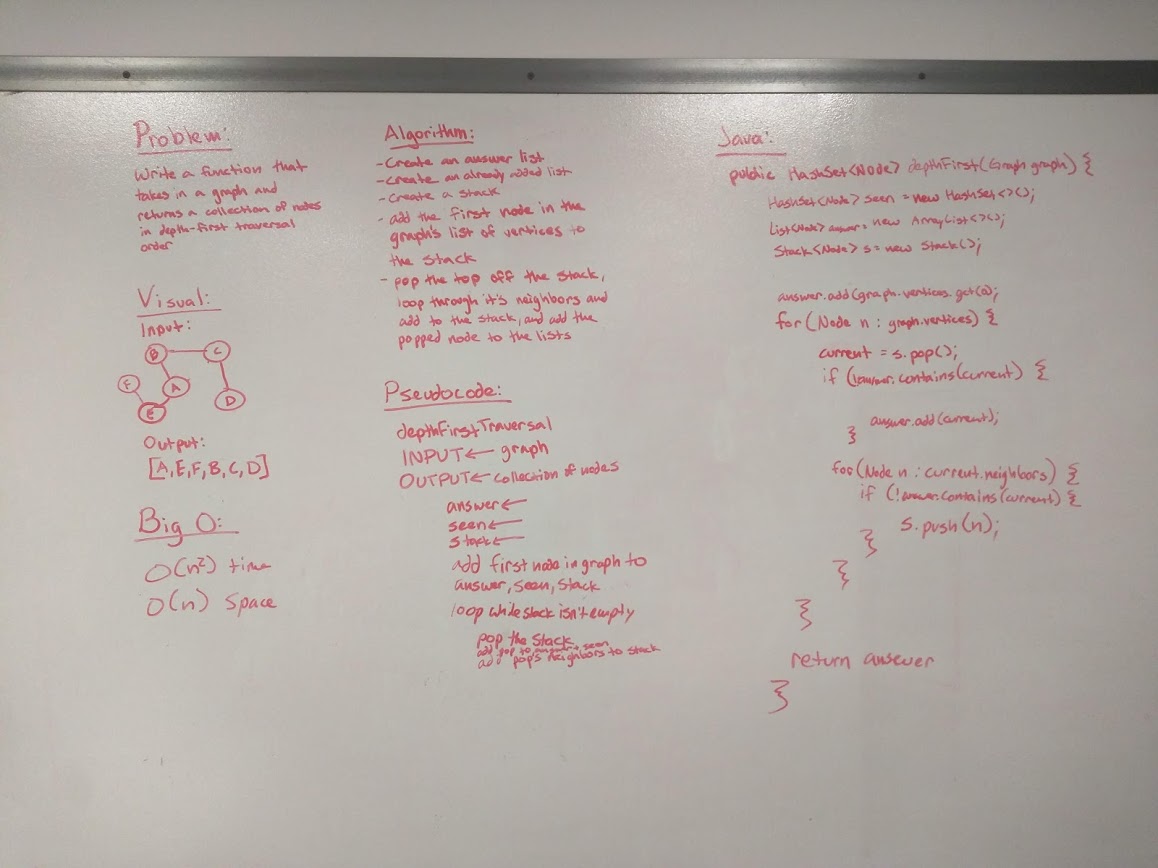 Problem:
Write a function that
takes in a graph and
returns a collection of nodes
in depth-first traversal
order
Visual:
Input:
B
C
F
A
E
D
Output:
[A,E,F,B,C,D]
Big O:
O(n²) time
O(n) space
Algorithm:
- Create an answer list
- create an already added list
- create a stack
- add the first node in the
graph's list of vertices to
the stack
- pop the top off the stack,
loop through it's neighbors and
add to the stack, and add the
popped node to the lists
Pseudocode:
depthFirstTraversal
INPUT ← graph
OUTPUT ← collection of nodes
answer ←
seen ←
stack ←
add first node in graph to
answer, seen, stack
loop while stack isn't empty
pop the stack
add pop to answer + seen
add pop's neighbors to stack
Java:
public HashSet<Node> depthFirst(Graph graph) {
HashSet<Node> seen = new HashSet<>();
List<Node> answer = new ArrayList<>();
Stack<Node> s = new Stack();
answer.add(graph.vertices.get(0);
for (Node n : graph.vertices) {
current = s.pop();
if (!answer.contains(current) {
answer.add(current);
}
for(Node n : current.neighbors) {
if (!answer.contains(current) {
s.push(n);
}
}
}
return answer
}